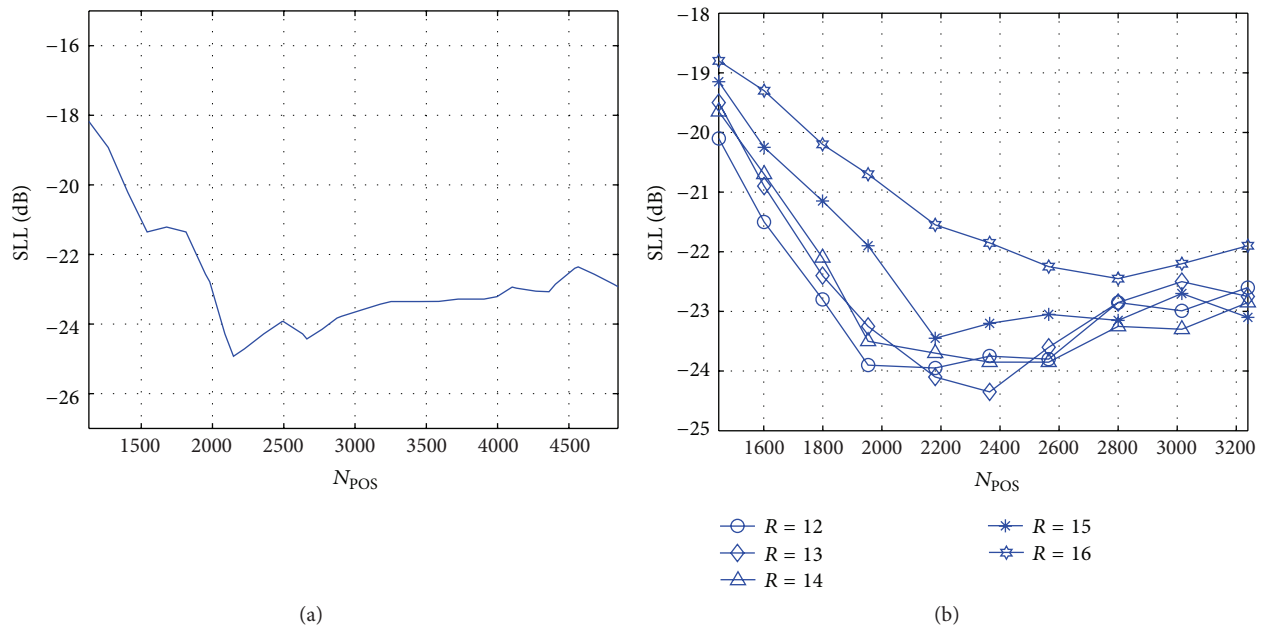 −16
−18
−20
−22
−24
−26
SLL (dB)
1500 2000 2500 3000 3500 4000 4500
N_POS
(a)
−18
−19
−20
−21
−22
−23
−24
−25
SLL (dB)
1600 1800 2000 2200 2400 2600 2800 3000 3200
N_POS
R = 12
R = 13
R = 14
R = 15
R = 16
(b)